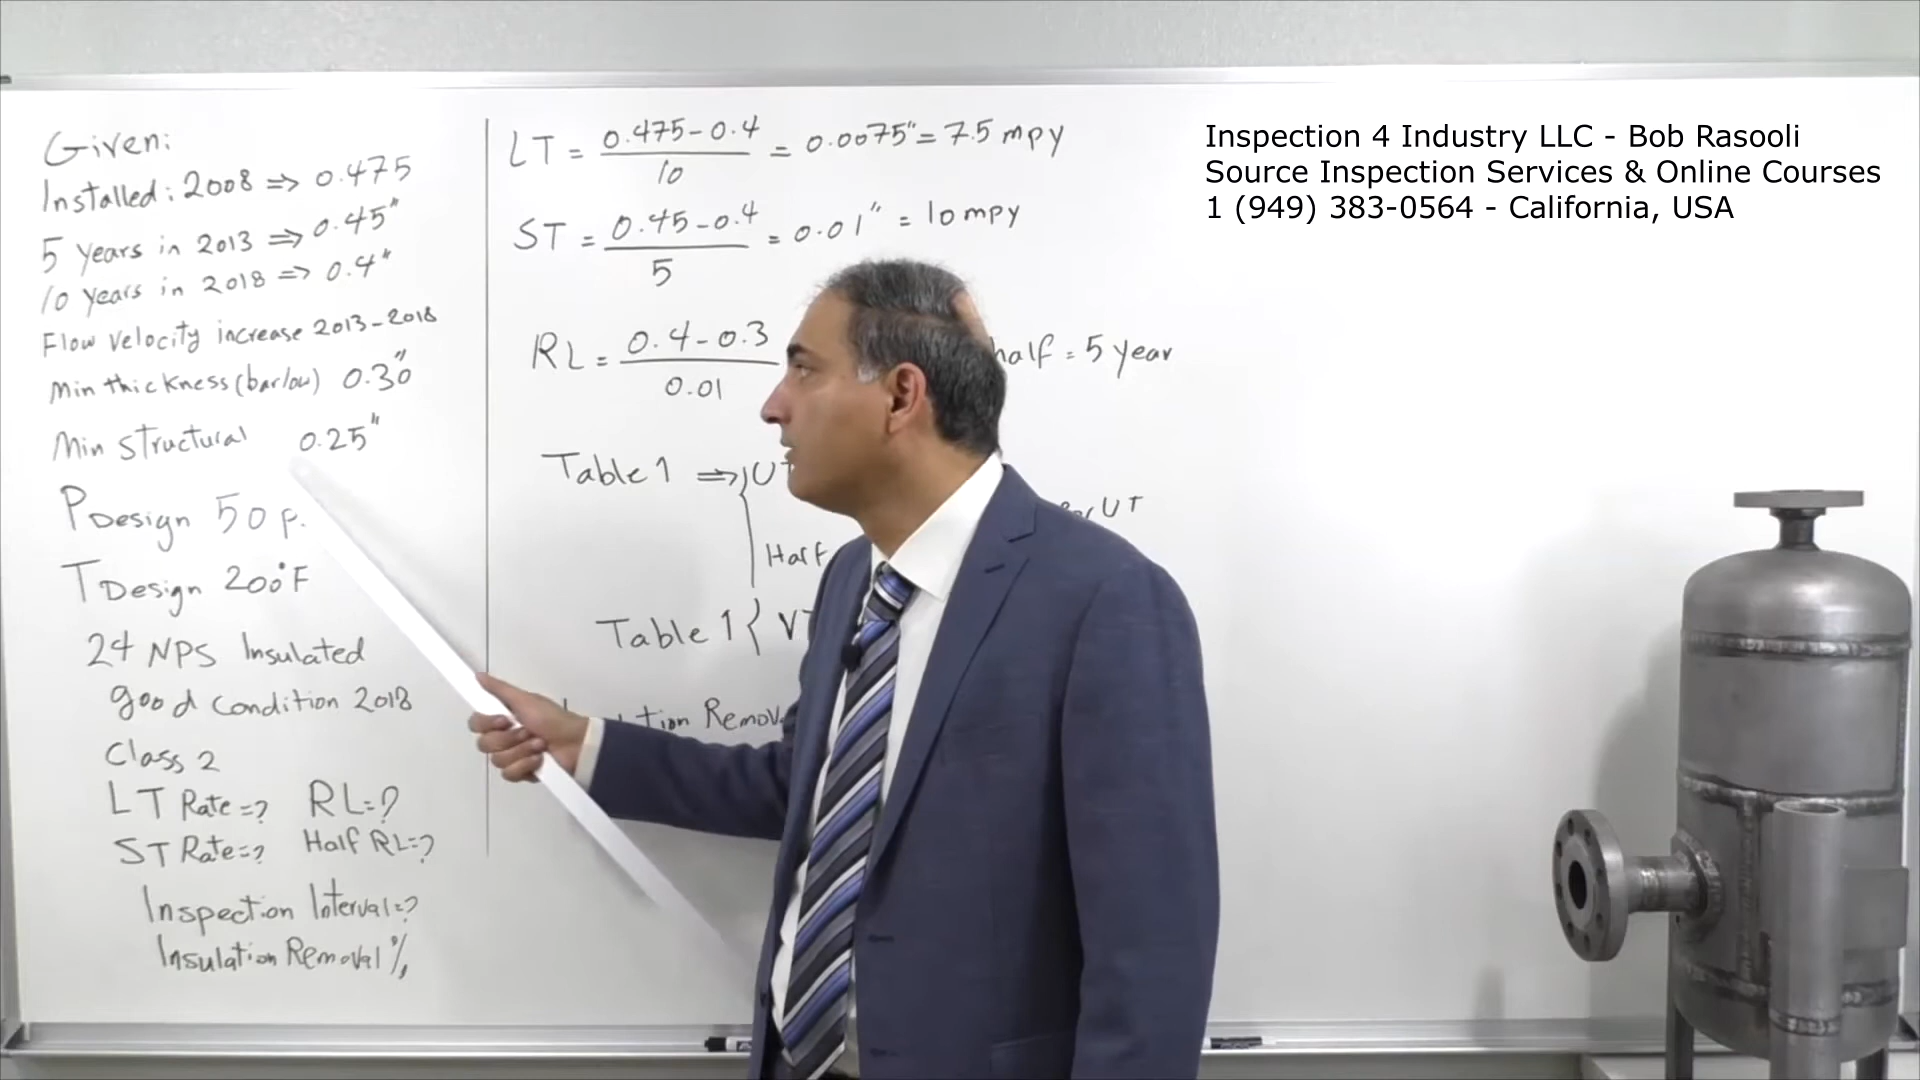 Given:
Installed: 2008 => 0.475
5 years in 2013 => 0.45"
10 years in 2018 => 0.4"
Flow velocity increase 2013-2018
Min thickness (barlow) 0.30"
Min structural 0.25"
PDesign 50 p.
TDesign 200°F
24 NPS Insulated
good condition 2018
Class 2
LT Rate=? RL=?
ST Rate=? Half RL=?
Inspection Interval=?
Insulation Removal %
LT = 0.475-0.4 / 10 = 0.0075" = 7.5 mpy
ST = 0.45-0.4 / 5 = 0.01" = 10 mpy
RL = 0.4-0.3 / 0.01 half = 5 year
Table 1 => UT
UT
Half
Table 1 { VT
Remov
Inspection 4 Industry LLC - Bob Rasooli
Source Inspection Services & Online Courses
1 (949) 383-0564 - California, USA